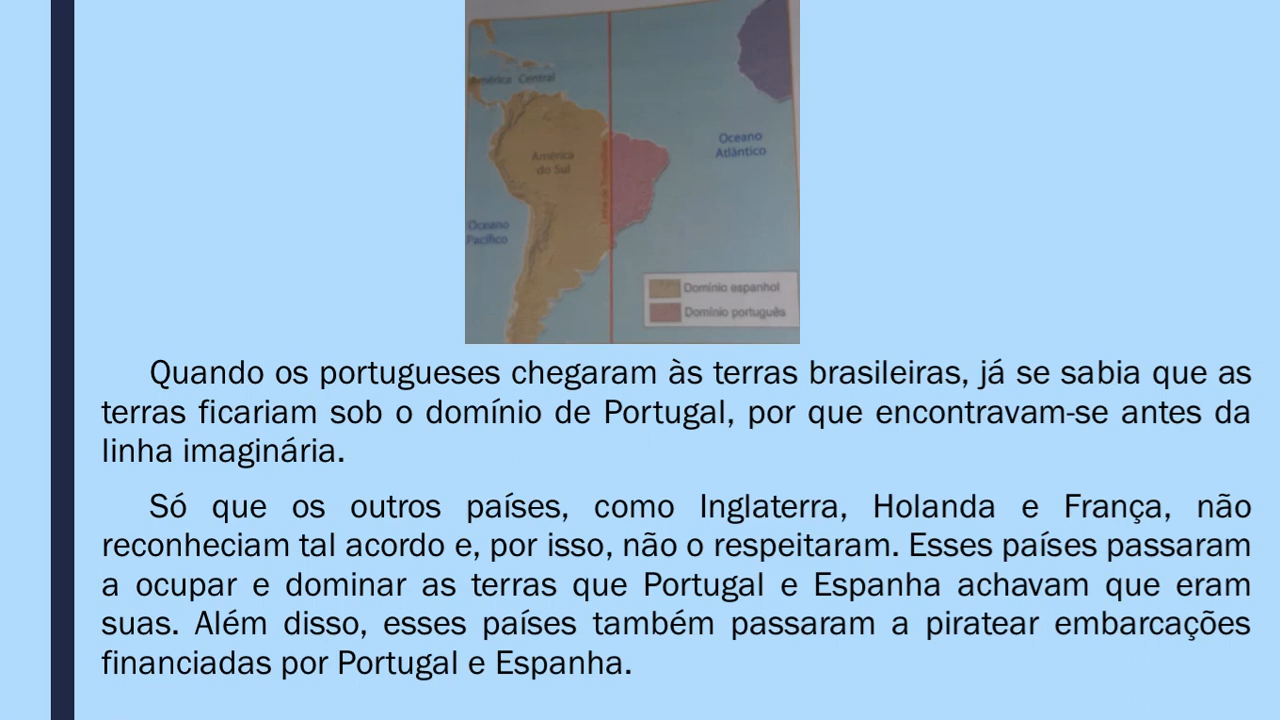 América Central
América
do Sul
Oceano
Atlântico
Oceano
Pacífico
Domínio espanhol
Domínio português
Quando os portugueses chegaram às terras brasileiras, já se sabia que as
terras ficariam sob o domínio de Portugal, por que encontravam-se antes da
linha imaginária.
Só que os outros países, como Inglaterra, Holanda e França, não
reconheciam tal acordo e, por isso, não o respeitaram. Esses países passaram
a ocupar e dominar as terras que Portugal e Espanha achavam que eram
suas. Além disso, esses países também passaram a piratear embarcações
financiadas por Portugal e Espanha.